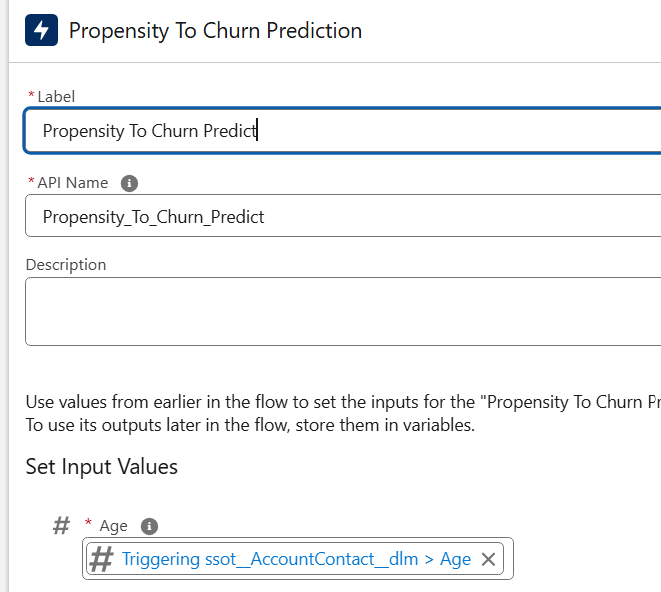 Propensity To Churn Prediction
* Label
Propensity To Churn Predict
* API Name
Propensity_To_Churn_Predict
Description
Use values from earlier in the flow to set the inputs for the "Propensity To Churn
To use its outputs later in the flow, store them in variables.
Set Input Values
# * Age
# Triggering ssot__AccountContact__dlm > Age